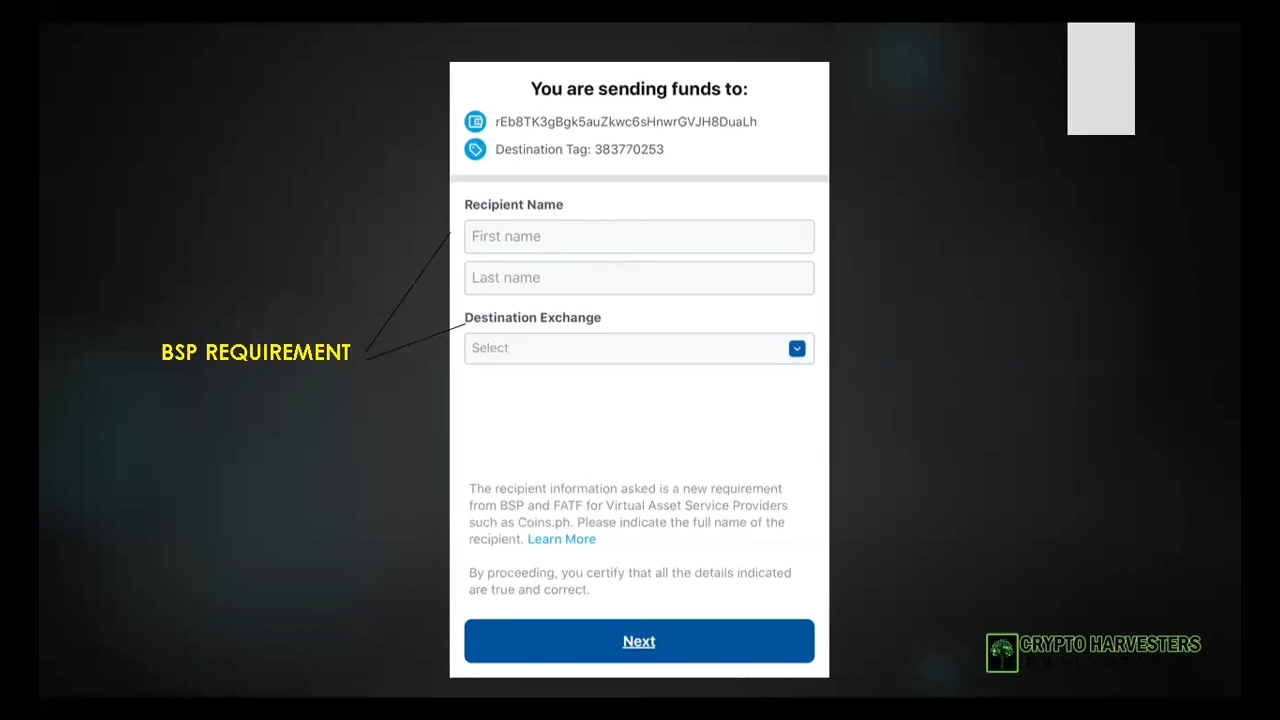 You are sending funds to:
rEb8TK3gBgk5auZkwc6sHnwrGVJH8DuaLh
Destination Tag: 383770253
Recipient Name
First name
Last name
Destination Exchange
Select
BSP REQUIREMENT
The recipient information asked is a new requirement
from BSP and FATF for Virtual Asset Service Providers
such as Coins.ph. Please indicate the full name of the
recipient. Learn More
By proceeding, you certify that all the details indicated
are true and correct.
Next
CRYPTO HARVESTERS